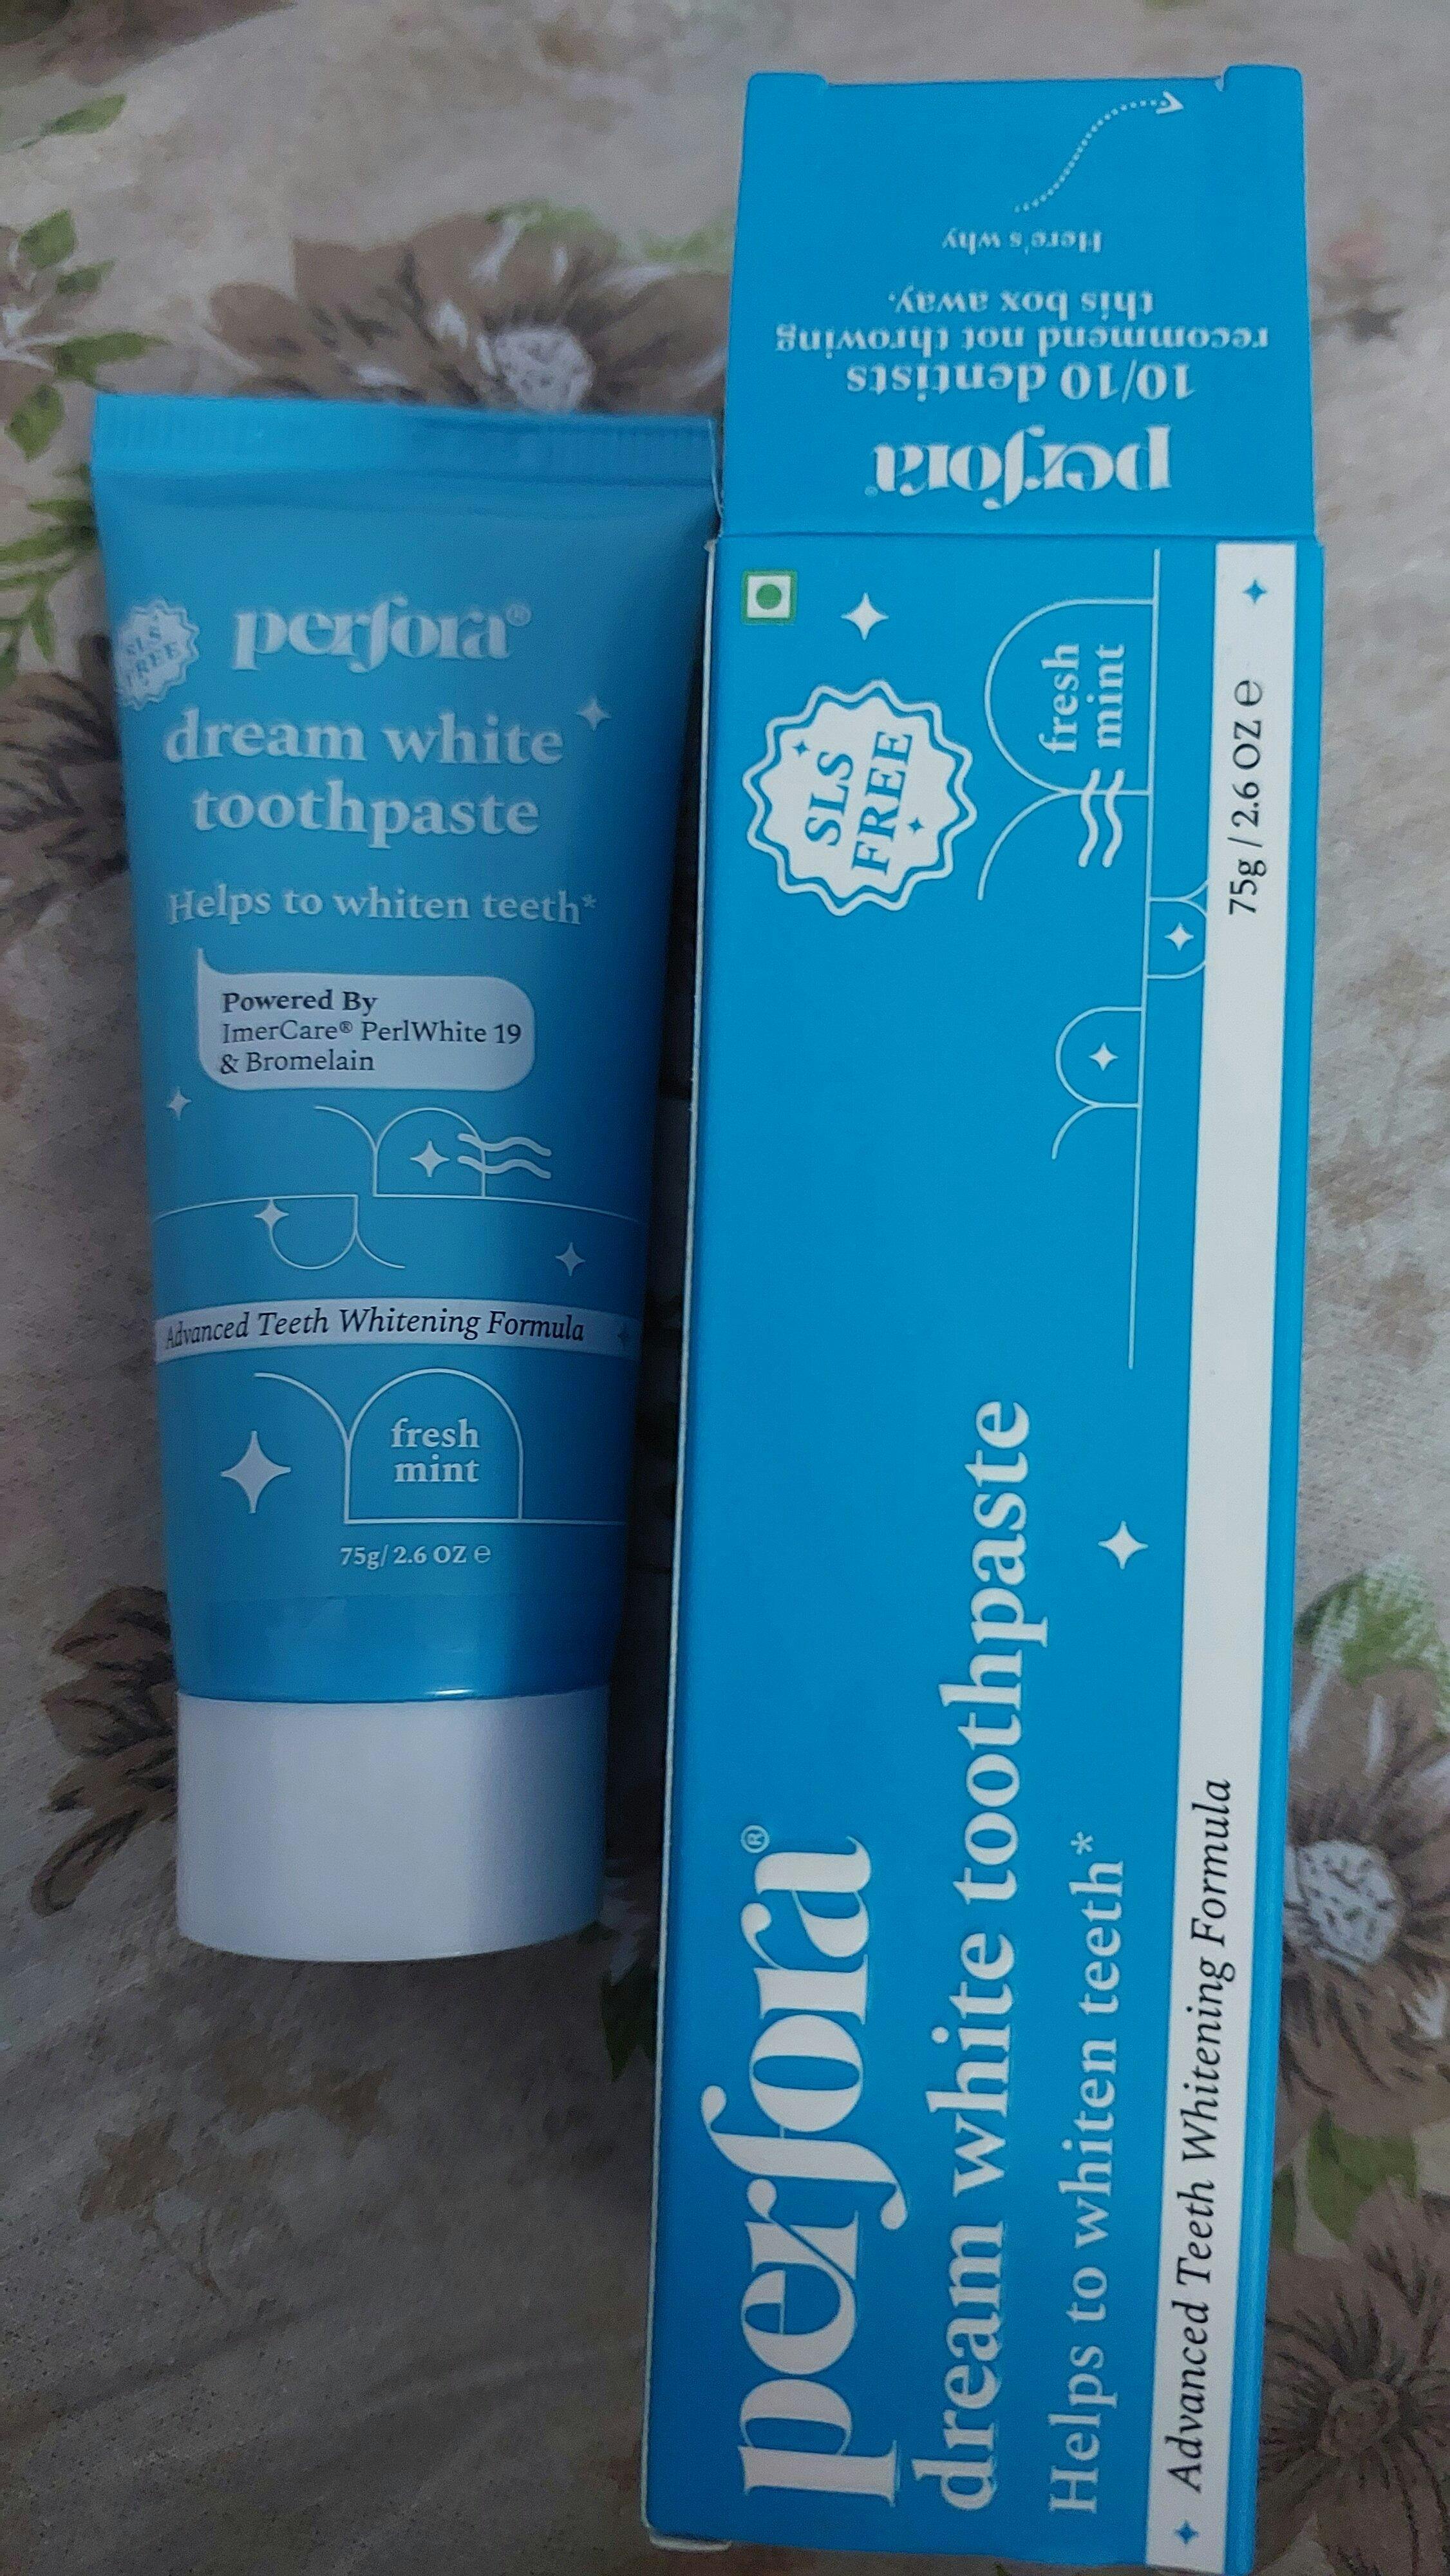 perfora®
SLS
FREE
dream white
toothpaste
Helps to whiten teeth*
Powered By
ImerCare® PerlWhite 19
& Bromelain
Advanced Teeth Whitening Formula
fresh
mint
75g/ 2.6 OZ e
perfora®
10/10 dentists
recommend not throwing
this box away.
Here's why
perfora®
dream white toothpaste
Helps to whiten teeth*
SLS
FREE
fresh
mint
Advanced Teeth Whitening Formula
75g / 2.6 OZ e